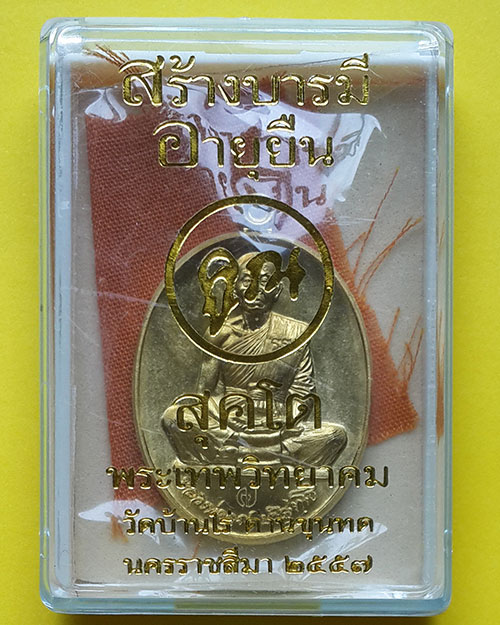 สร้างบารมี
อายุยืน
คูณ
สุคโต
พระเทพวิทยาคม
วัดบ้านไร่ ด่านขุนทด
นครราชสีมา ๒๕๕๗